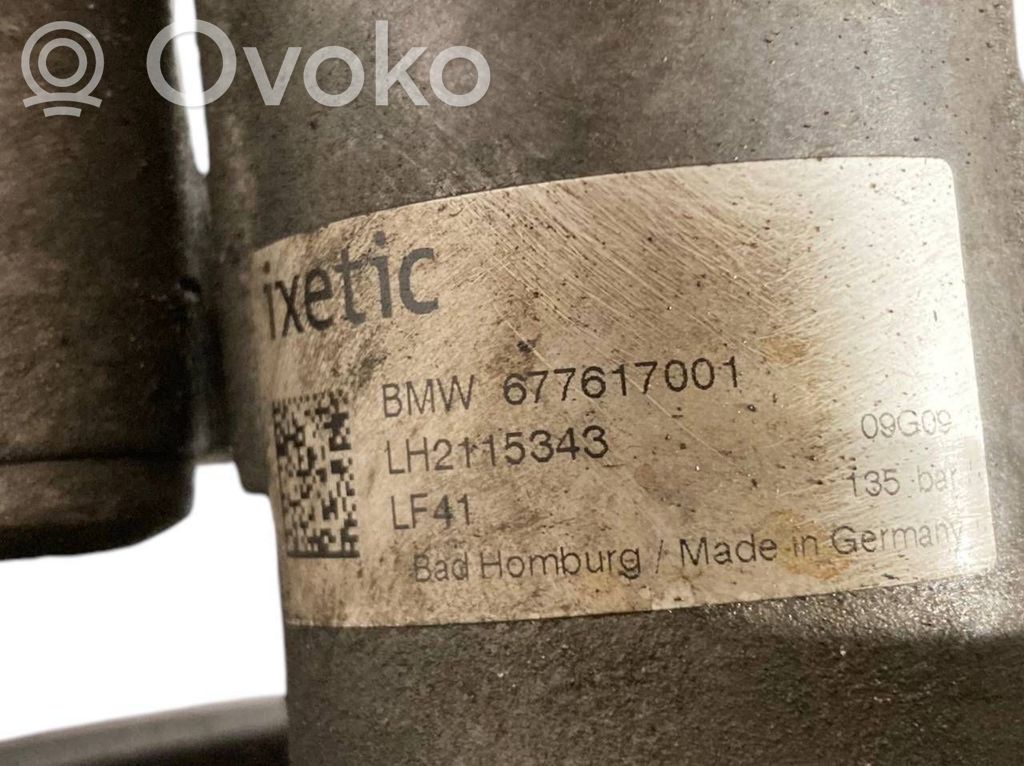 Ovoko
ixetic
BMW 677617001
LH2115343 09G09
LF41 135 bar
Bad Homburg / Made in Germany